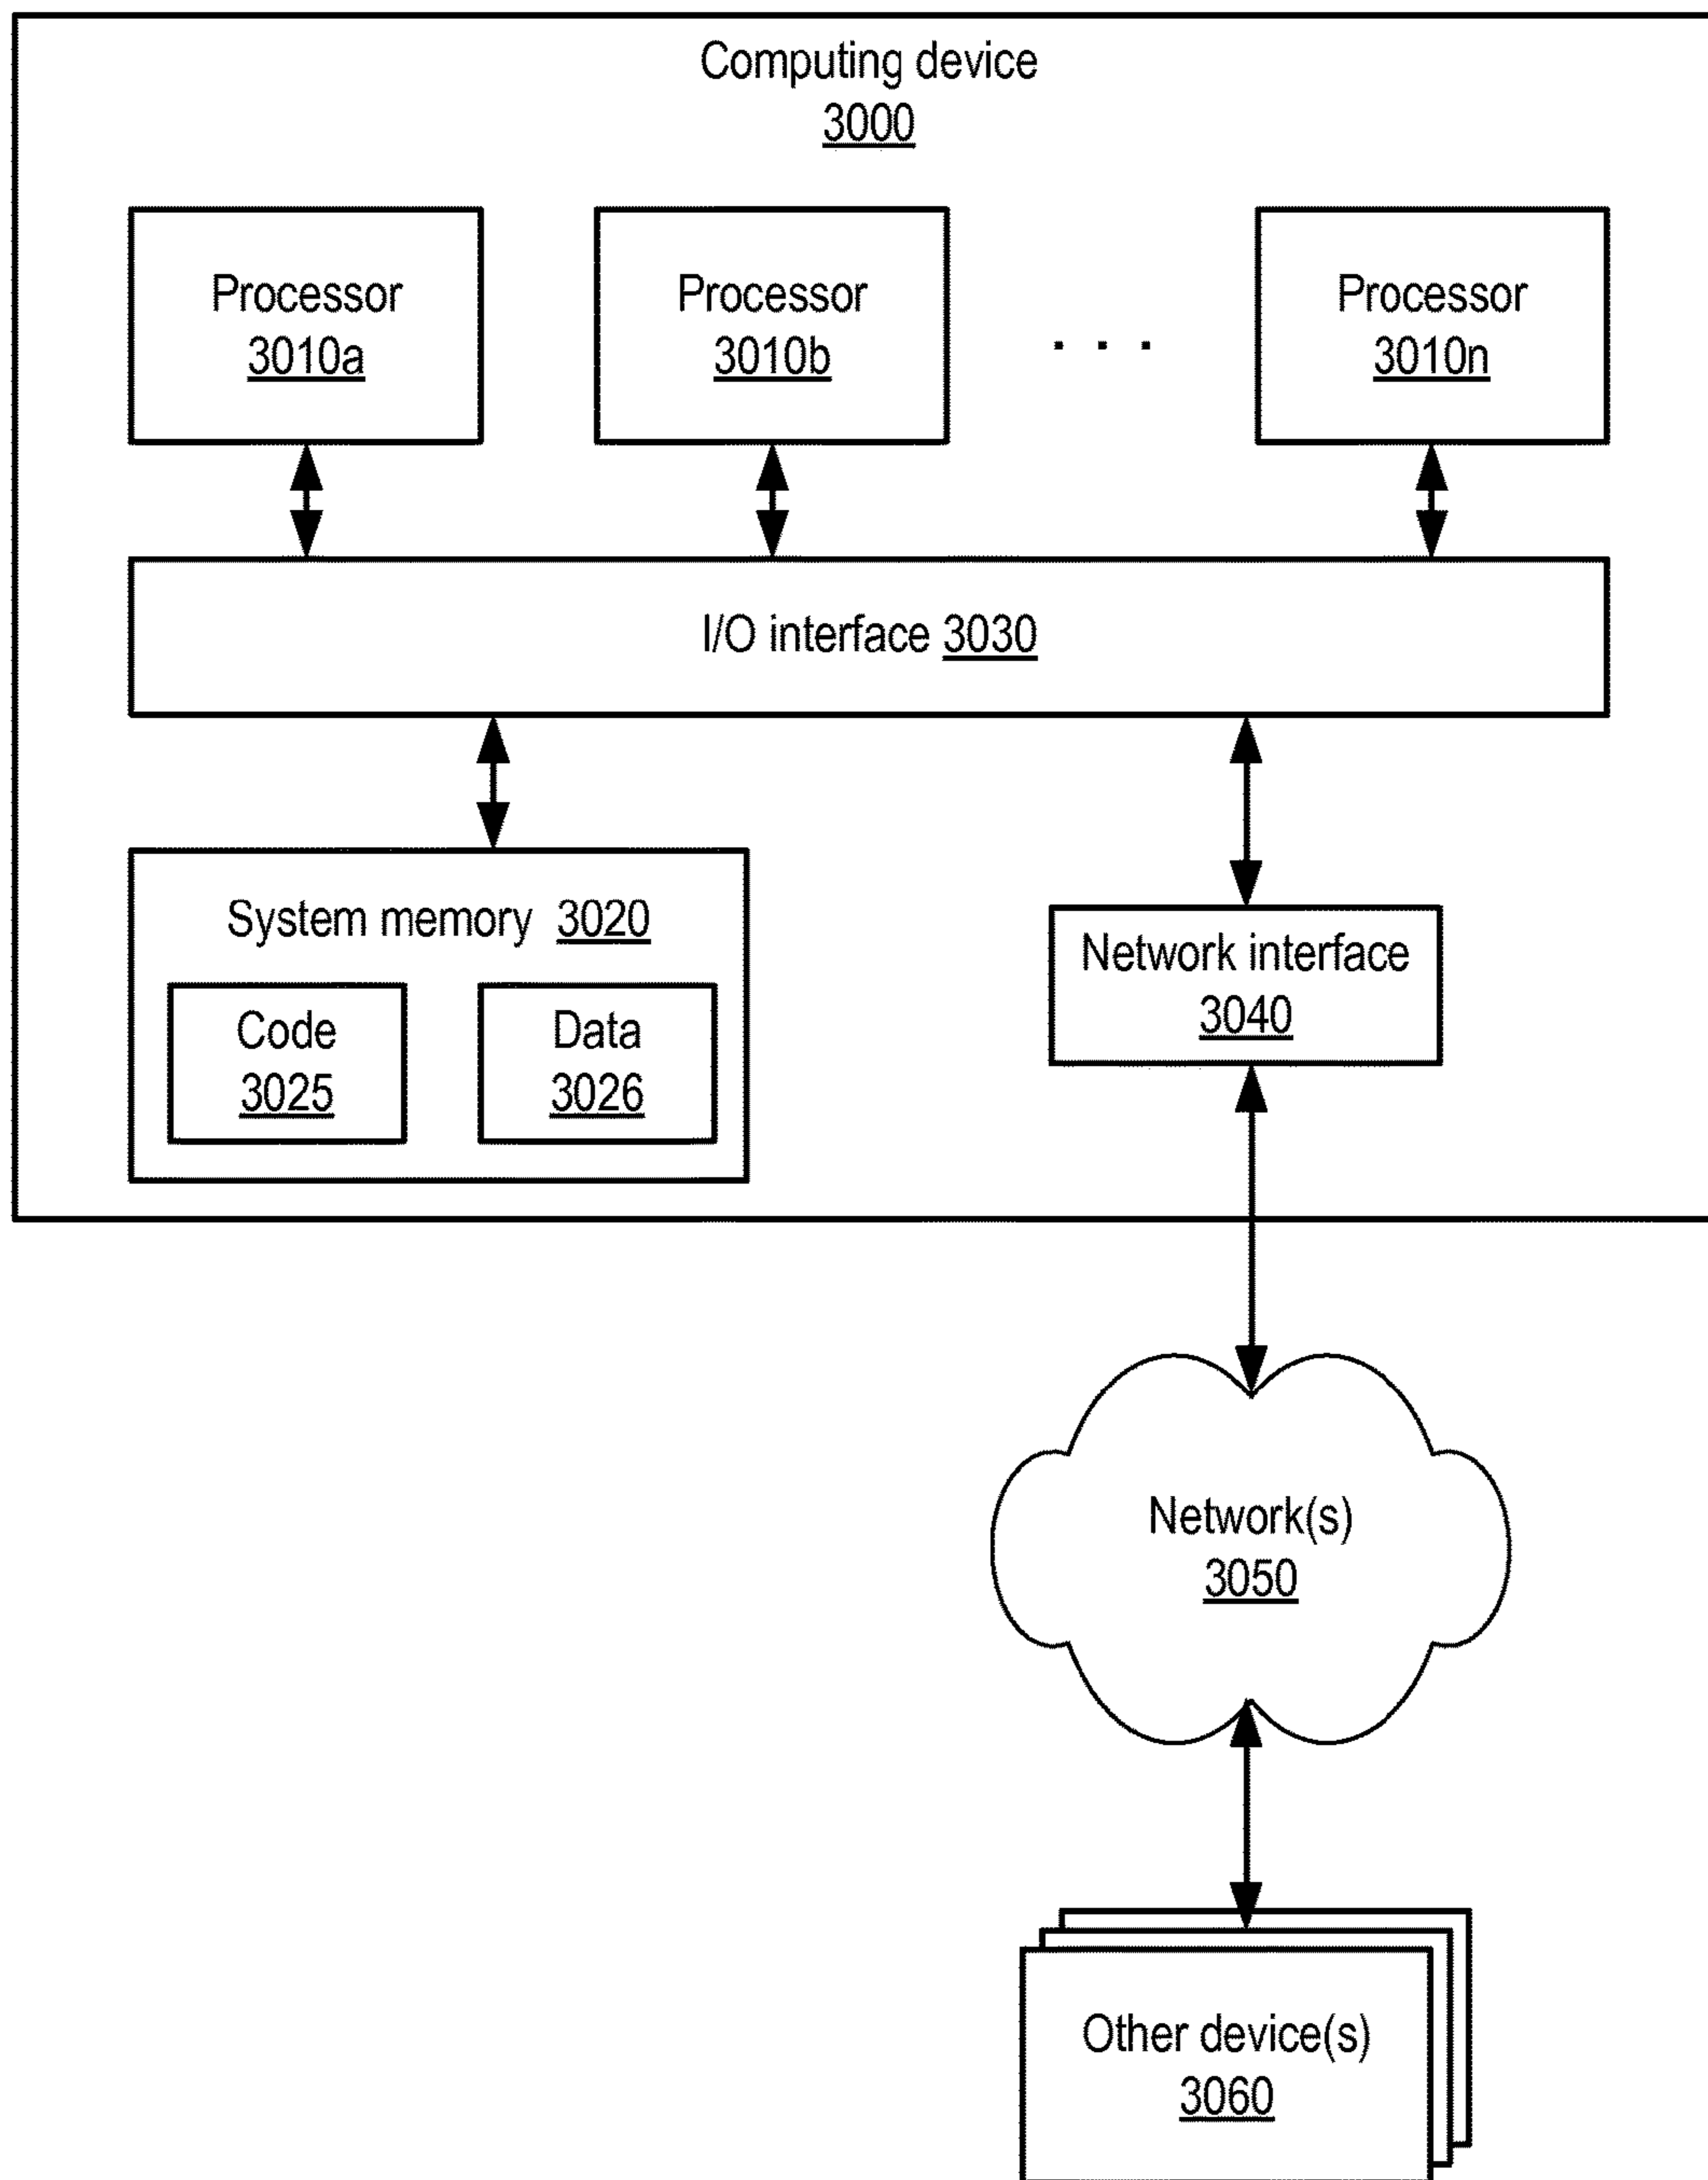 Computing device
3000
Processor
3010a
Processor
3010b
. . .
Processor
3010n
I/O interface 3030
System memory 3020
Code
3025
Data
3026
Network interface
3040
Network(s)
3050
Other device(s)
3060